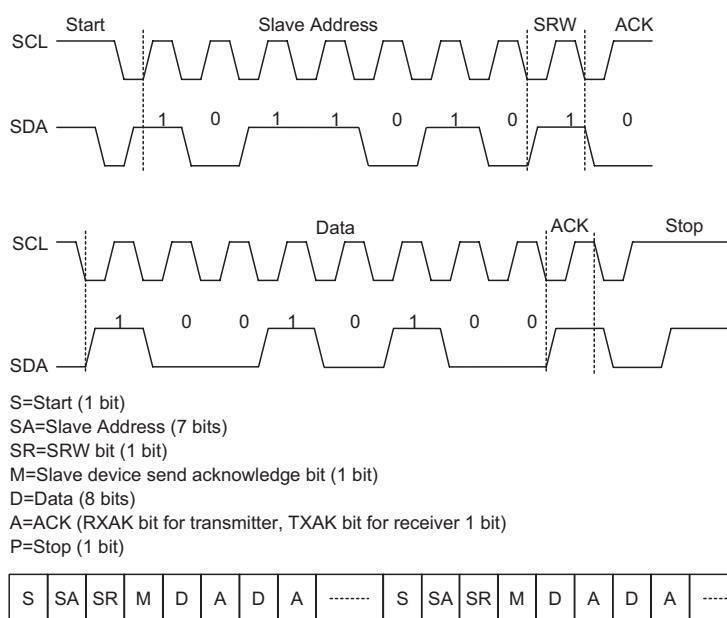 Start Slave Address SRW ACK
SCL
SDA 1 0 1 1 0 1 0 1 0
Data ACK Stop
SCL
1 0 0 1 0 1 0 0
SDA
S=Start (1 bit)
SA=Slave Address (7 bits)
SR=SRW bit (1 bit)
M=Slave device send acknowledge bit (1 bit)
D=Data (8 bits)
A=ACK (RXAK bit for transmitter, TXAK bit for receiver 1 bit)
P=Stop (1 bit)
S SA SR M D A D A ........ S SA SR M D A D A .....